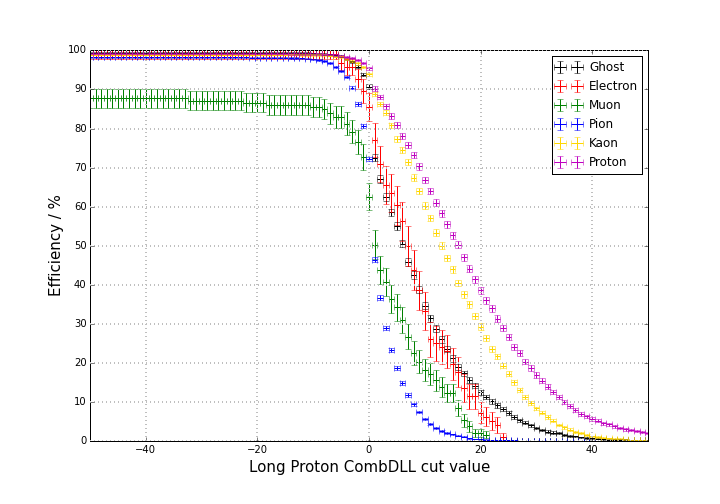 100
90
80
70
60
50
40
30
20
10
0
Efficiency / %
Ghost
Electron
Muon
Pion
Kaon
Proton
−40 −20 0 20 40
Long Proton CombDLL cut value